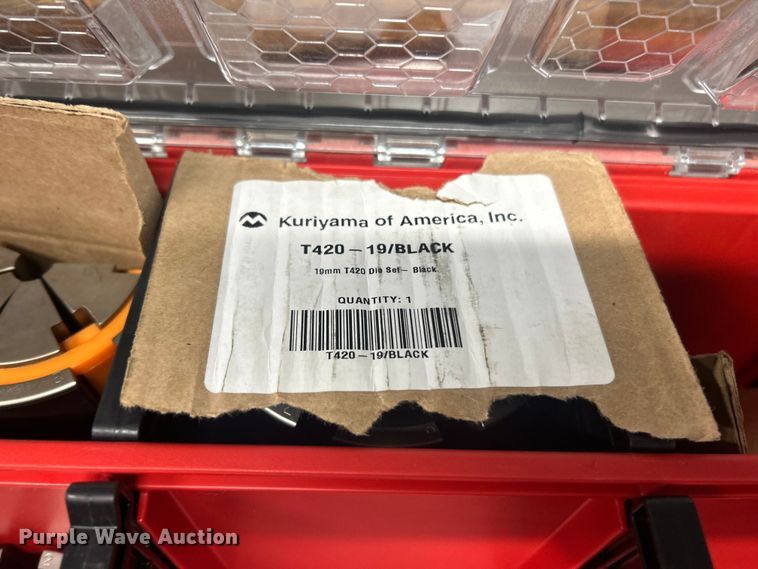 Kuriyama of America, Inc.
T420-19/BLACK
19mm T420 Die Set- Black
QUANTITY: 1
T420-19/BLACK
Purple Wave Auction